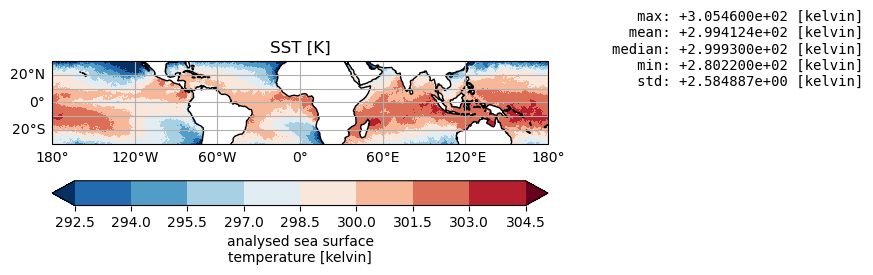 max: +3.054600e+02 [kelvin]
mean: +2.994124e+02 [kelvin]
median: +2.999300e+02 [kelvin]
min: +2.802200e+02 [kelvin]
std: +2.584887e+00 [kelvin]
SST [K]
20°N
0°
20°S
180° 120°W 60°W 0° 60°E 120°E 180°
292.5 294.0 295.5 297.0 298.5 300.0 301.5 303.0 304.5
analysed sea surface
temperature [kelvin]